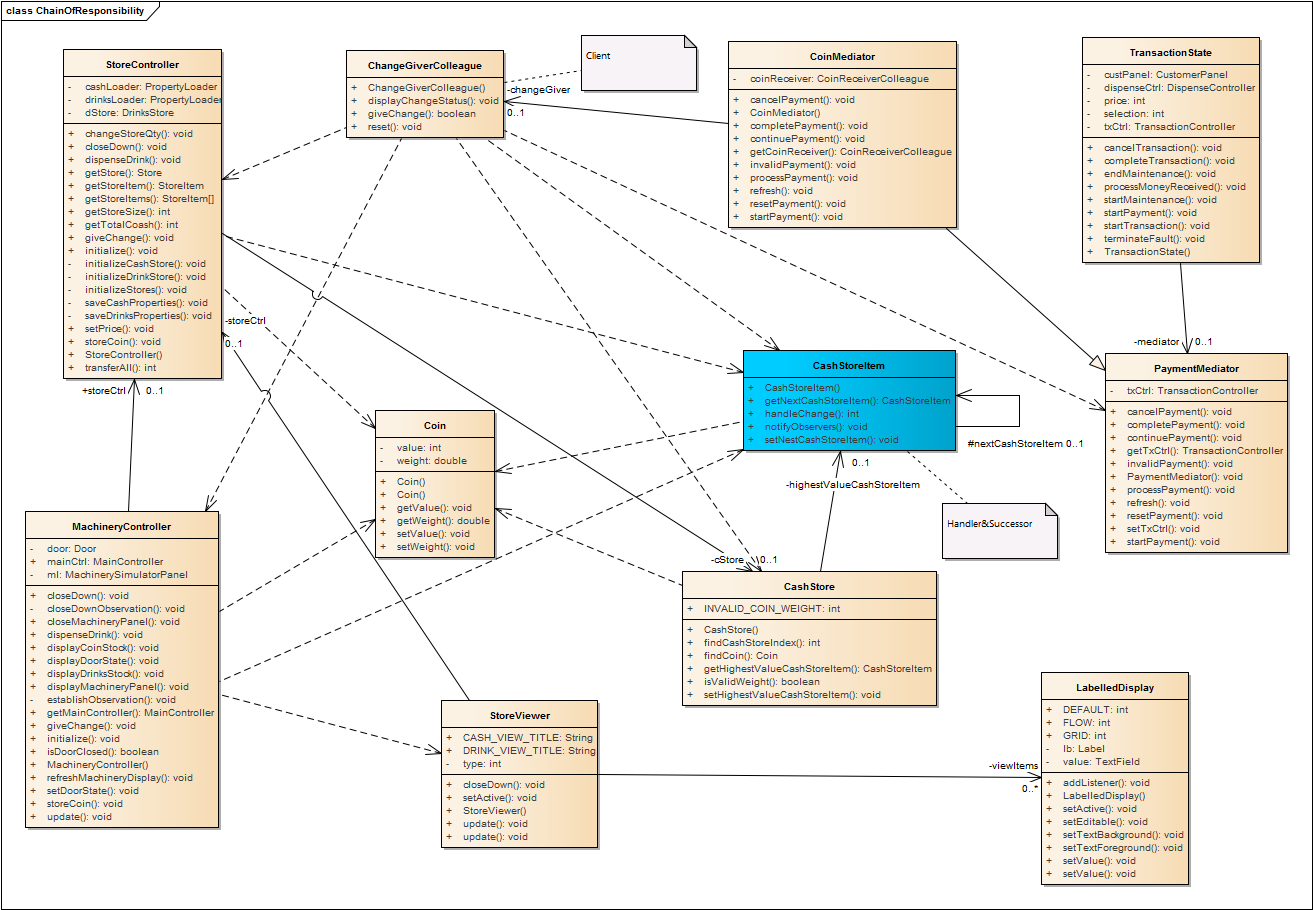 class ChainOfResponsibility
StoreController
- cashLoader: PropertyLoader
- drinksLoader: PropertyLoader
- dStore: DrinksStore
+ changeStoreQty(): void
+ closeDown(): void
+ dispenseDrink(): void
+ getStore(): Store
+ getStoreItem(): StoreItem
+ getStoreItems(): StoreItem[]
+ getStoreSize(): int
+ getTotalCoash(): int
+ giveChange(): void
+ initialize(): void
- initializeCashStore(): void
- initializeDrinkStore(): void
- initializeStores(): void
- saveCashProperties(): void
- saveDrinksProperties(): void
+ setPrice(): void
+ storeCoin(): void
+ StoreController()
+ transferAll(): int
ChangeGiverColleague
+ ChangeGiverColleague()
+ displayChangeStatus(): void
+ giveChange(): boolean
+ reset(): void
Client
-changeGiver
0..1
CoinMediator
- coinReceiver: CoinReceiverColleague
+ cancelPayment(): void
+ CoinMediator()
+ completePayment(): void
+ continuePayment(): void
+ getCoinReceiver(): CoinReceiverColleague
+ invalidPayment(): void
+ processPayment(): void
+ refresh(): void
+ resetPayment(): void
+ startPayment(): void
TransactionState
- custPanel: CustomerPanel
- dispenseCtrl: DispenseController
- price: int
- selection: int
- txCtrl: TransactionController
+ cancelTransaction(): void
+ completeTransaction(): void
+ endMaintenance(): void
+ processMoneyReceived(): void
+ startMaintenance(): void
+ startPayment(): void
+ startTransaction(): void
+ terminateFault(): void
+ TransactionState()
-mediator
0..1
PaymentMediator
- txCtrl: TransactionController
+ cancelPayment(): void
+ completePayment(): void
+ continuePayment(): void
+ getTxCtrl(): TransactionController
+ invalidPayment(): void
+ PaymentMediator(): void
+ processPayment(): void
+ refresh(): void
+ resetPayment(): void
+ setTxCtrl(): void
+ startPayment(): void
-storeCtrl
0..1
+storeCtrl
0..1
CashStoreItem
+ CashStoreItem()
+ getNextCashStoreItem(): CashStoreItem
+ handleChange(): int
+ notifyObservers(): void
+ setNestCashStoreItem(): void
#nextCashStoreItem 0..1
0..1
-highestValueCashStoreItem
Handler&Successor
Coin
- value: int
- weight: double
+ Coin()
+ Coin()
+ getValue(): void
+ getWeight(): double
+ setValue(): void
+ setWeight(): void
MachineryController
- door: Door
+ mainCtrl: MainController
- ml: MachinerySimulatorPanel
+ closeDown(): void
- closeDownObservation(): void
+ closeMachineryPanel(): void
+ dispenseDrink(): void
+ displayCoinStock(): void
+ displayDoorState(): void
+ displayDrinksStock(): void
+ displayMachineryPanel(): void
- establishObservation(): void
+ getMainController(): MainController
+ giveChange(): void
+ initialize(): void
+ isDoorClosed(): boolean
+ MachineryController()
+ refreshMachineryDisplay(): void
+ setDoorState(): void
+ storeCoin(): void
+ update(): void
-cStore
0..1
CashStore
+ INVALID_COIN_WEIGHT: int
+ CashStore()
+ findCashStoreIndex(): int
+ findCoin(): Coin
+ getHighestValueCashStoreItem(): CashStoreItem
+ isValidWeight(): boolean
+ setHighestValueCashStoreItem(): void
StoreViewer
+ CASH_VIEW_TITLE: String
+ DRINK_VIEW_TITLE: String
- type: int
+ closeDown(): void
+ setActive(): void
+ StoreViewer()
+ update(): void
+ update(): void
-viewItems
0..*
LabelledDisplay
+ DEFAULT: int
+ FLOW: int
+ GRID: int
- lb: Label
- value: TextField
+ addListener(): void
+ LabelledDisplay()
+ setActive(): void
+ setEditable(): void
+ setTextBackground(): void
+ setTextForeground(): void
+ setValue(): void
+ setValue(): void